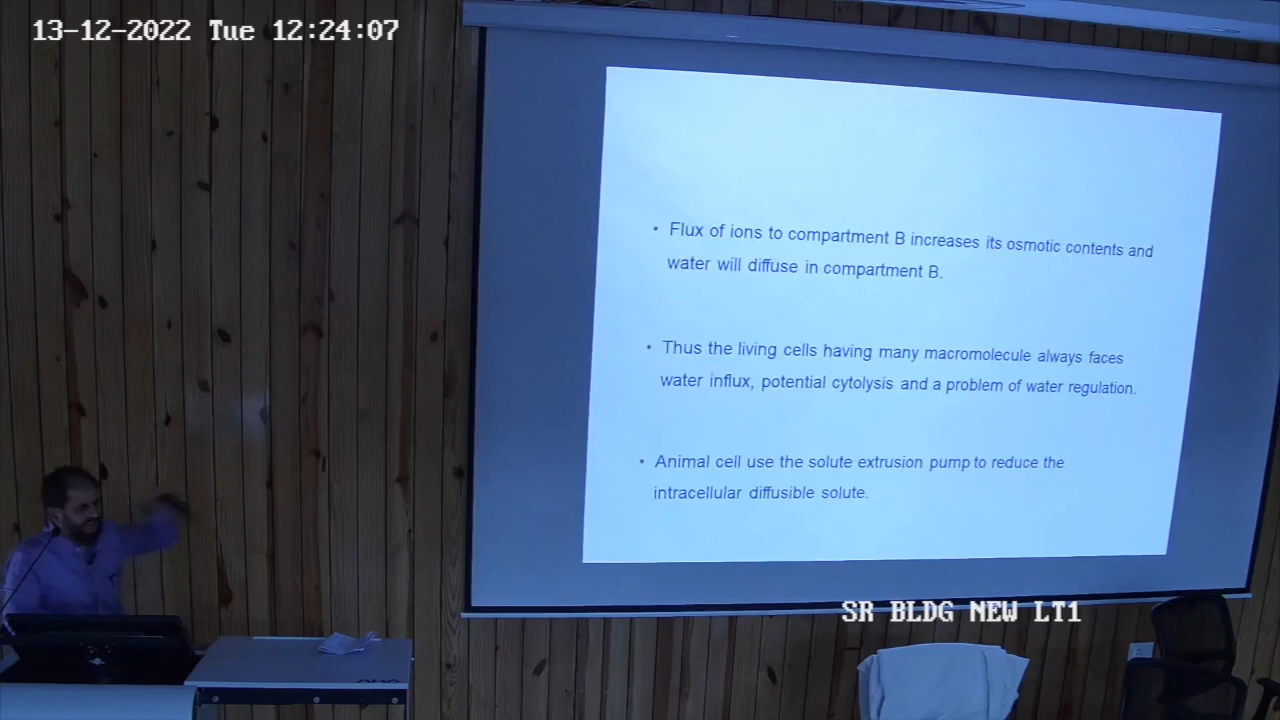 13-12-2022 Tue 12:24:07
• Flux of ions to compartment B increases its osmotic contents and
water will diffuse in compartment B.
• Thus the living cells having many macromolecule always faces
water influx, potential cytolysis and a problem of water regulation.
• Animal cell use the solute extrusion pump to reduce the
intracellular diffusible solute.
SR BLDG NEW LT1